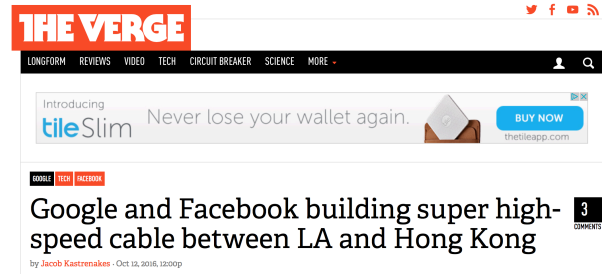 THE VERGE
LONGFORM REVIEWS VIDEO TECH CIRCUIT BREAKER SCIENCE MORE
Introducing
tileSlim
Never lose your wallet again.
BUY NOW
thetileapp.com
GOOGLE TECH FACEBOOK
Google and Facebook building super high-
speed cable between LA and Hong Kong
3
COMMENTS
by Jacob Kastrenakes - Oct 12, 2016, 12:00p